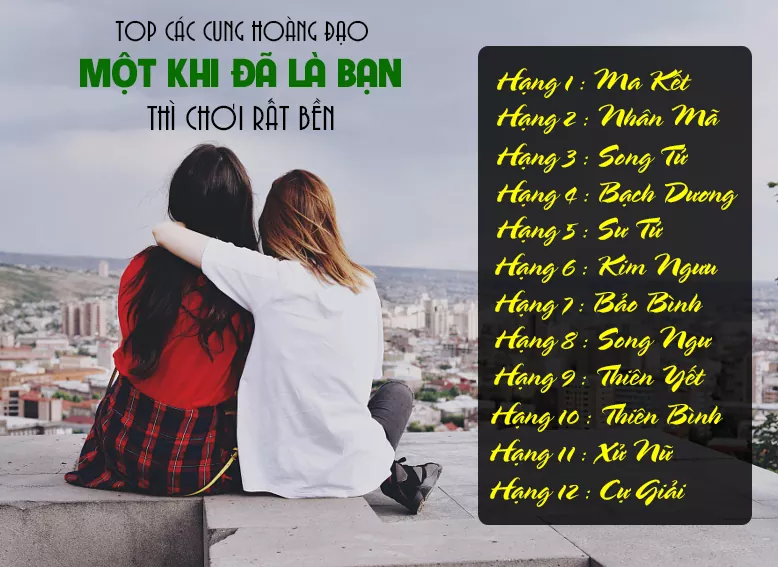 TOP CÁC CUNG HOÀNG ĐẠO
MỘT KHI ĐÃ LÀ BẠN
THÌ CHƠI RẤT BỀN
Hạng 1 : Ma Kết
Hạng 2 : Nhân Mã
Hạng 3 : Song Tử
Hạng 4 : Bạch Dương
Hạng 5 : Sư Tử
Hạng 6 : Kim Ngưu
Hạng 7 : Bảo Bình
Hạng 8 : Song Ngư
Hạng 9 : Thiên Yết
Hạng 10 : Thiên Bình
Hạng 11 : Xử Nữ
Hạng 12 : Cự Giải